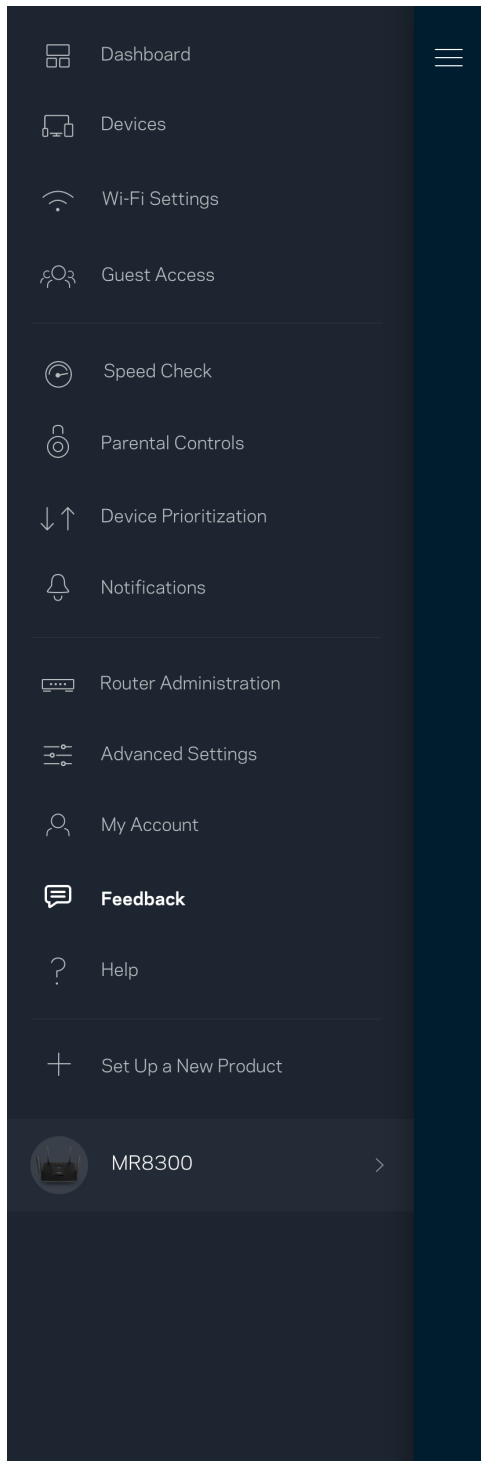 Dashboard
Devices
Wi-Fi Settings
Guest Access
Speed Check
Parental Controls
Device Prioritization
Notifications
Router Administration
Advanced Settings
My Account
Feedback
Help
Set Up a New Product
MR8300